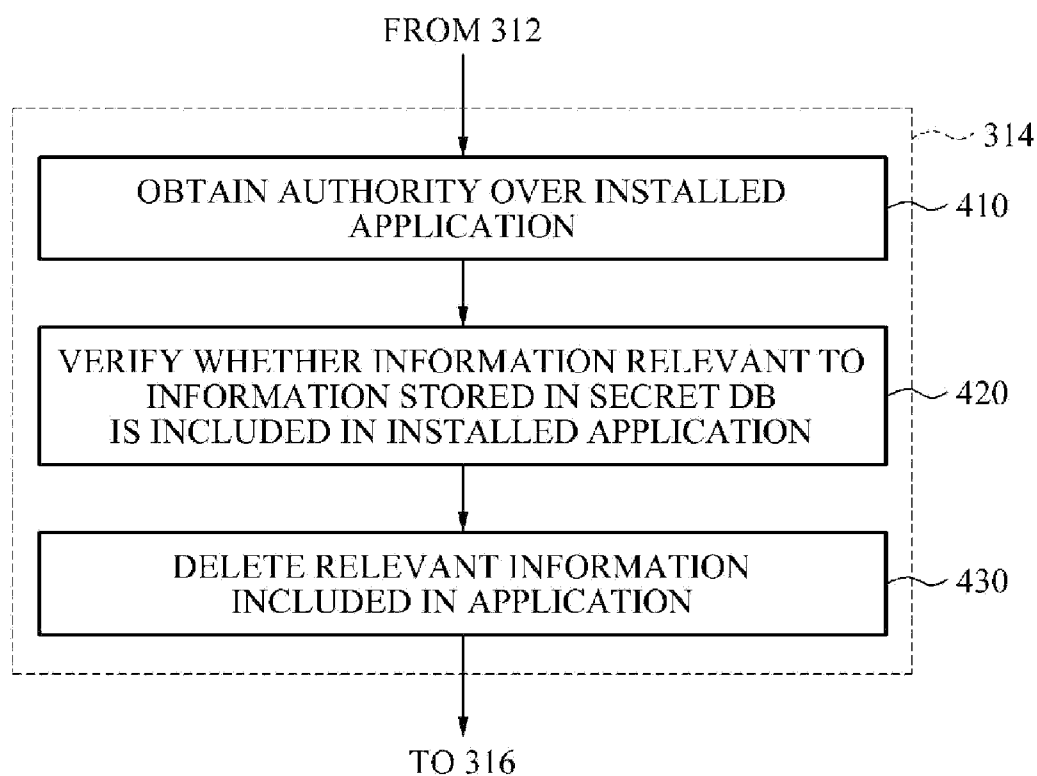 FROM 312
314
OBTAIN AUTHORITY OVER INSTALLED
APPLICATION
410
VERIFY WHETHER INFORMATION RELEVANT TO
INFORMATION STORED IN SECRET DB
IS INCLUDED IN INSTALLED APPLICATION
420
DELETE RELEVANT INFORMATION
INCLUDED IN APPLICATION
430
TO 316